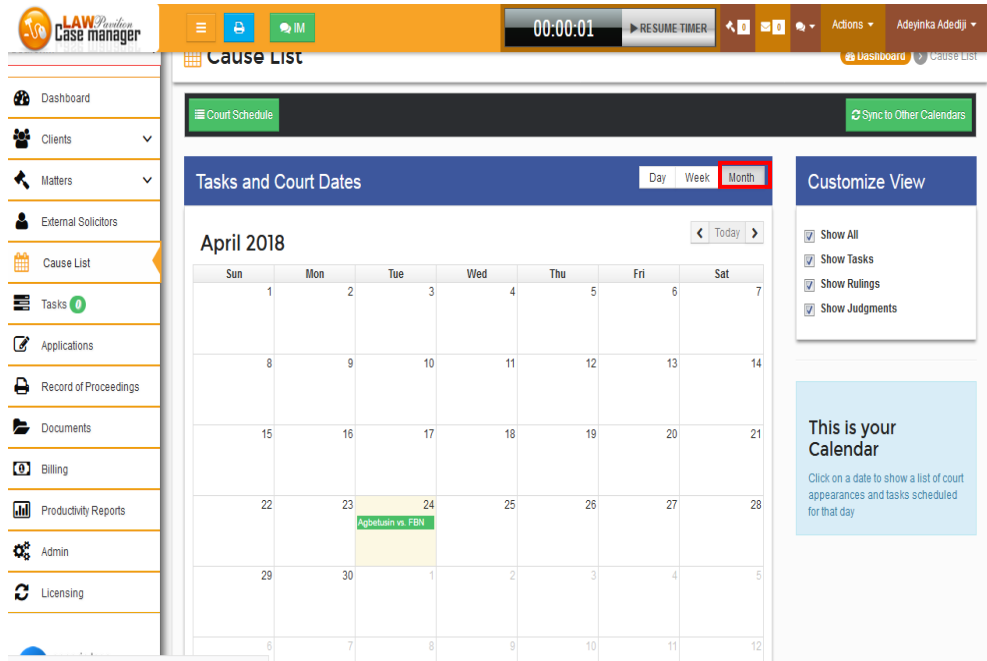 LAWPavilion
Case manager
IM
00:00:01
RESUME TIMER
0
0
Actions
Adeyinka Adediji
Cause List
Dashboard
Cause List
Dashboard
Clients
Matters
External Solicitors
Cause List
Tasks 0
Applications
Record of Proceedings
Documents
Billing
Productivity Reports
Admin
Licensing
Court Schedule
Sync to Other Calendars
Tasks and Court Dates
Day Week Month
April 2018
Today
Sun Mon Tue Wed Thu Fri Sat
1 2 3 4 5 6 7
8 9 10 11 12 13 14
15 16 17 18 19 20 21
22 23 24 25 26 27 28
Agbetusin vs. FBN
29 30 1 2 3 4 5
6 7 8 9 10 11 12
Customize View
Show All
Show Tasks
Show Rulings
Show Judgments
This is your
Calendar
Click on a date to show a list of court
appearances and tasks scheduled
for that day